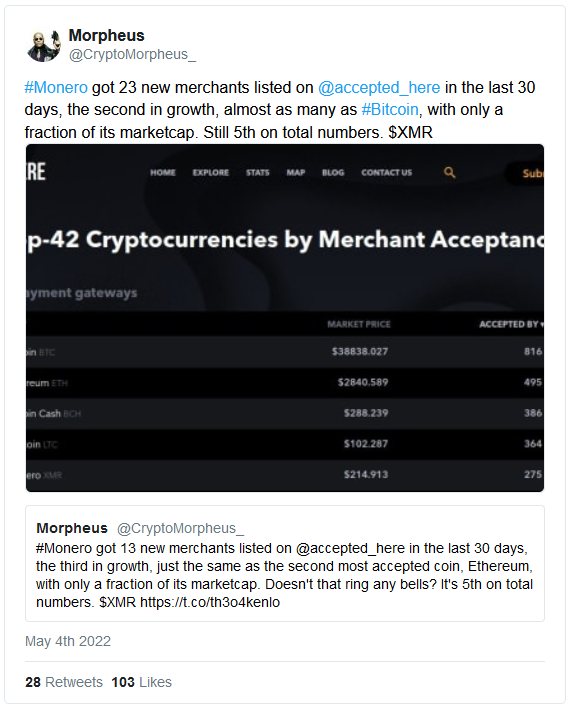 Morpheus
@CryptoMorpheus_
#Monero got 23 new merchants listed on @accepted_here in the last 30
days, the second in growth, almost as many as #Bitcoin, with only a
fraction of its marketcap. Still 5th on total numbers. $XMR
RE HOME EXPLORE STATS MAP BLOG CONTACT US Sub
p-42 Cryptocurrencies by Merchant Acceptanc
ayment gateways
MARKET PRICE ACCEPTED BY
in BTC $38838.027 816
reum ETH $2840.589 495
in Cash BCH $288.239 386
oin LTC $102.287 364
ero XMR $214.913 275
Morpheus @CryptoMorpheus_
#Monero got 13 new merchants listed on @accepted_here in the last 30 days,
the third in growth, just the same as the second most accepted coin, Ethereum,
with only a fraction of its marketcap. Doesn't that ring any bells? It's 5th on total
numbers. $XMR https://t.co/th3o4kenlo
May 4th 2022
28 Retweets 103 Likes